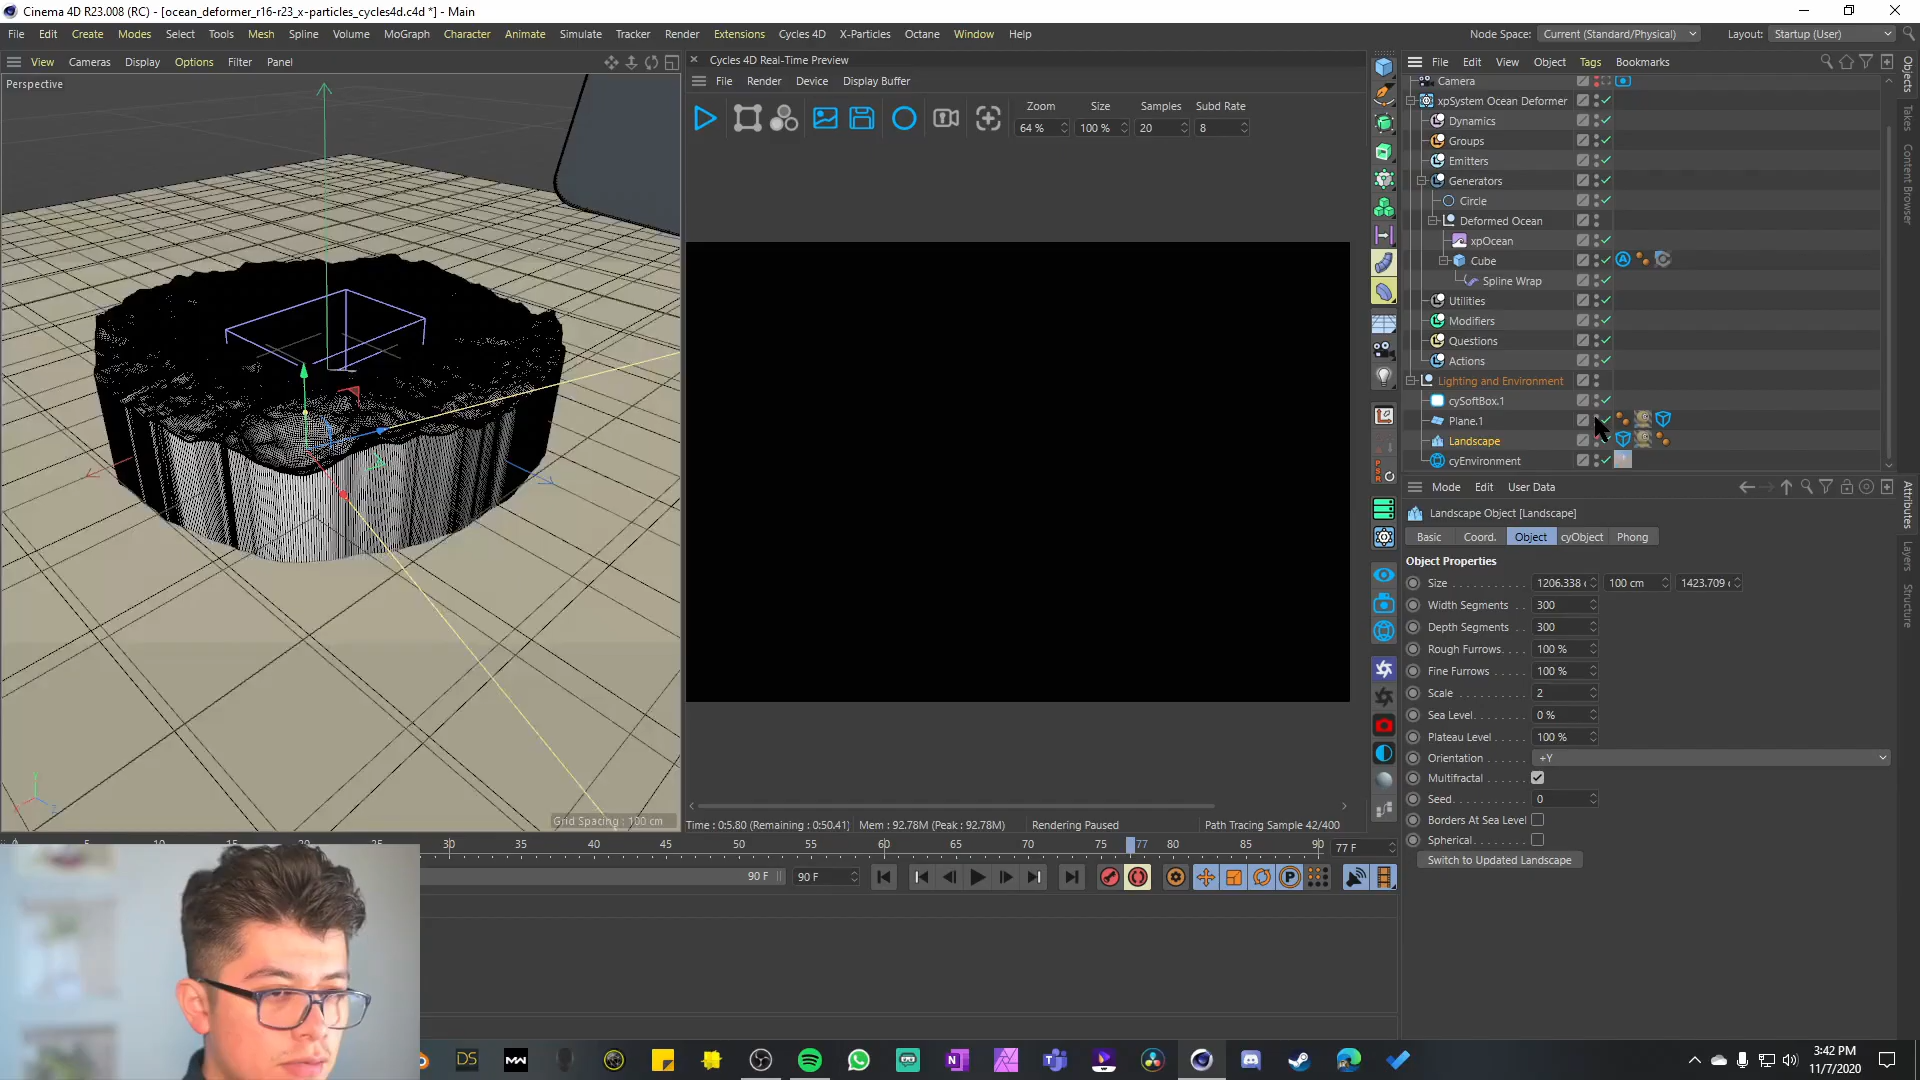 Cinema 4D R23.008 (RC) - [ocean_deformer_r16-r23_x-particles_cycles4d.c4d *] - Main
File Edit Create Modes Select Tools Mesh Spline Volume MoGraph Character Animate Simulate Tracker Render Extensions Cycles 4D X-Particles Octane Window Help
Node Space: Current (Standard/Physical) Layout: Startup (User)
View Cameras Display Options Filter Panel
Perspective
Grid Spacing : 100 cm
Cycles 4D Real-Time Preview
File Render Device Display Buffer
Zoom Size Samples Subd Rate
64 % 100 % 20 8
Time : 0:5.80 (Remaining : 0:50.41) Mem : 92.78M (Peak : 92.78M) Rendering Paused Path Tracing Sample 42/400
File Edit View Object Tags Bookmarks
Camera
xpSystem Ocean Deformer
Dynamics
Groups
Emitters
Generators
Circle
Deformed Ocean
xpOcean
Cube
Spline Wrap
Utilities
Modifiers
Questions
Actions
Lighting and Environment
cySoftBox.1
Plane.1
Landscape
cyEnvironment
Objects
Takes
Content Browser
Mode Edit User Data
Landscape Object [Landscape]
Basic Coord. Object cyObject Phong
Object Properties
Size 1206.338 100 cm 1423.709
Width Segments 300
Depth Segments 300
Rough Furrows 100 %
Fine Furrows 100 %
Scale 2
Sea Level 0 %
Plateau Level 100 %
Orientation +Y
Multifractal
Seed 0
Borders At Sea Level
Spherical
Switch to Updated Landscape
Attributes
Layers
Structure
30 35 40 45 50 55 60 65 70 75 77 80 85 90 77 F
90 F 90 F
PSR
DS
MW
3:42 PM
11/7/2020